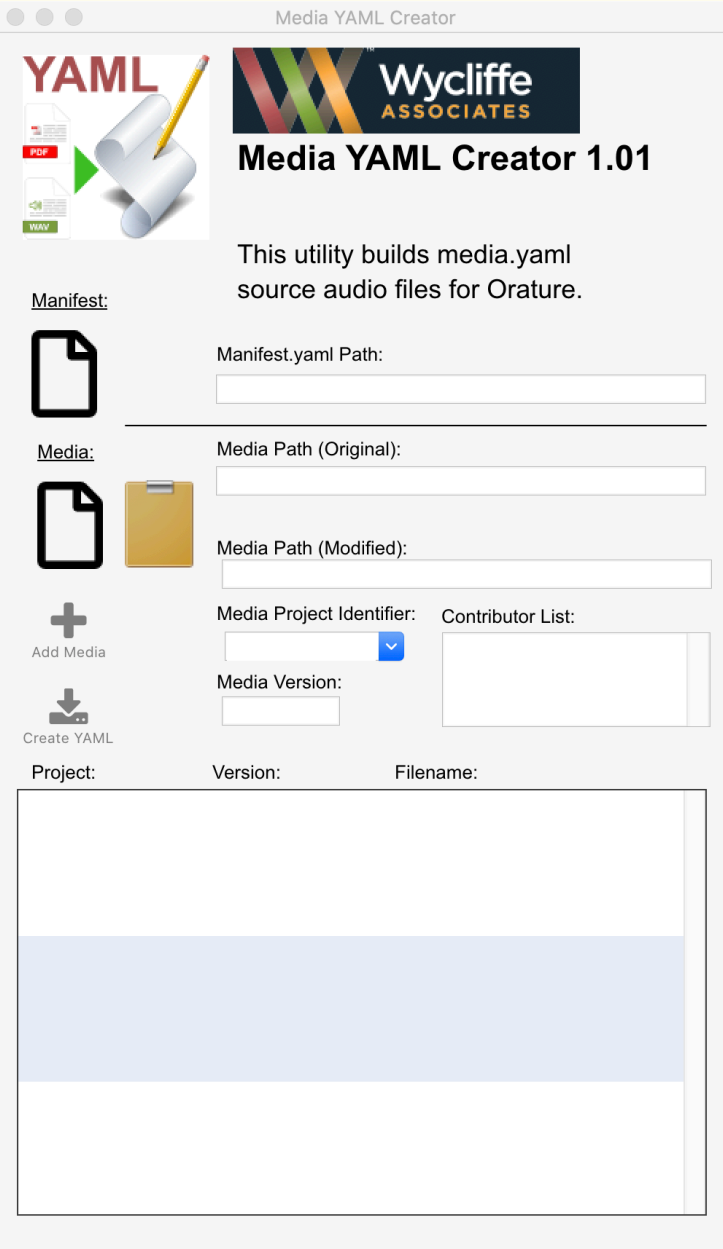 Media YAML Creator
YAML
PDF
WAV
Wycliffe™
ASSOCIATES
Media YAML Creator 1.01
This utility builds media.yaml
source audio files for Orature.
Manifest:
Manifest.yaml Path:
Media:
Media Path (Original):
Media Path (Modified):
Media Project Identifier:
Contributor List:
Add Media
Media Version:
Create YAML
Project:
Version:
Filename: